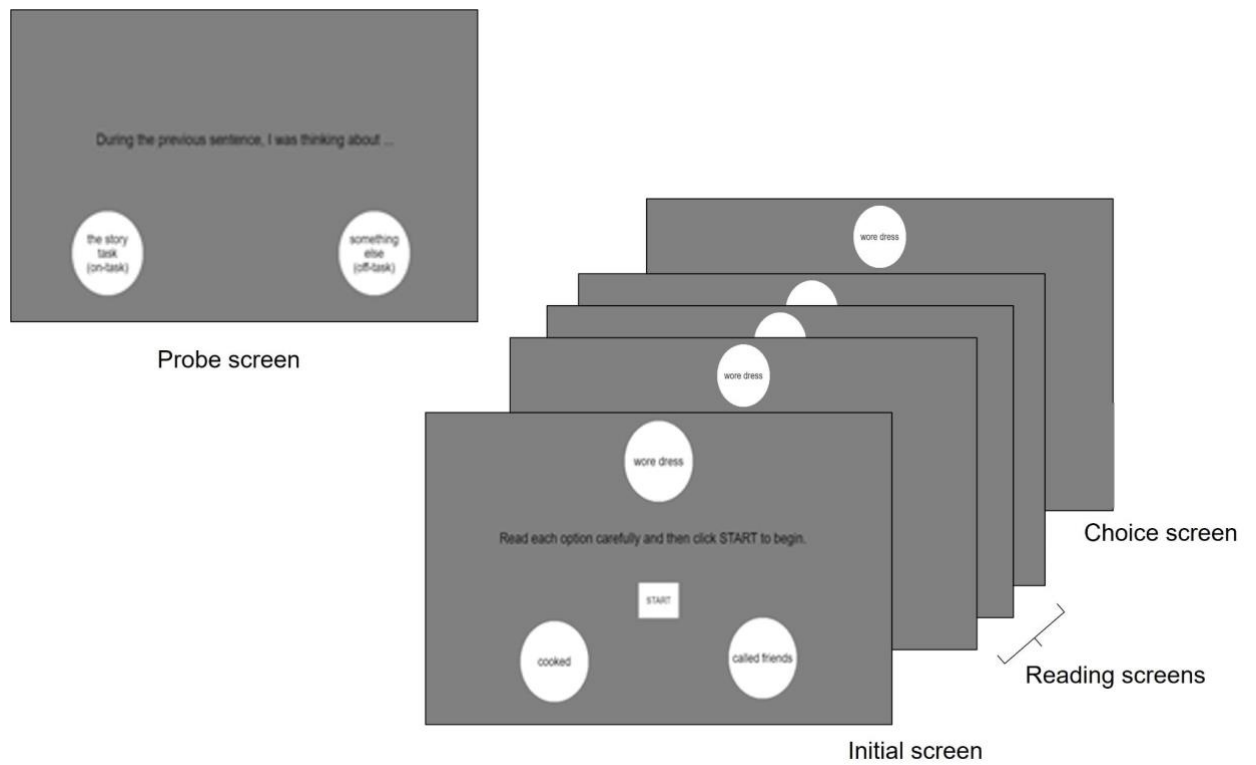 During the previous sentence, I was thinking about ...
the story
task
(on-task)
something
else
(off-task)
Probe screen
wore dress
wore dress
wore dress
Read each option carefully and then click START to begin.
START
cooked
called friends
Choice screen
Reading screens
Initial screen